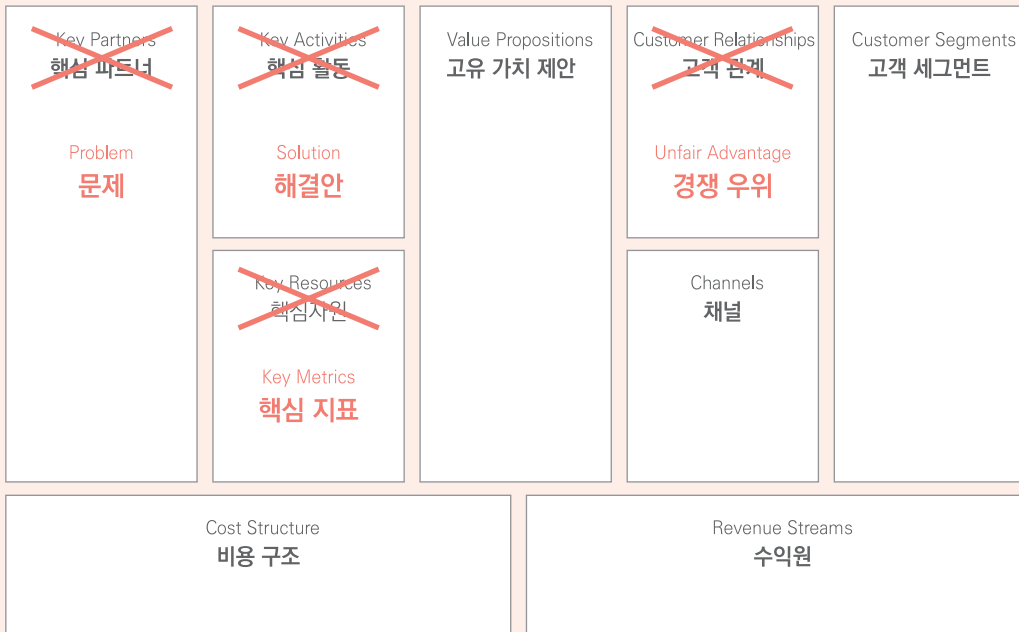 Key Partners
핵심 파트너
Problem
문제
Key Activities
핵심 활동
Solution
해결안
Key Resources
핵심자원
Key Metrics
핵심 지표
Value Propositions
고유 가치 제안
Customer Relationships
고객 관계
Unfair Advantage
경쟁 우위
Channels
채널
Customer Segments
고객 세그먼트
Cost Structure
비용 구조
Revenue Streams
수익원